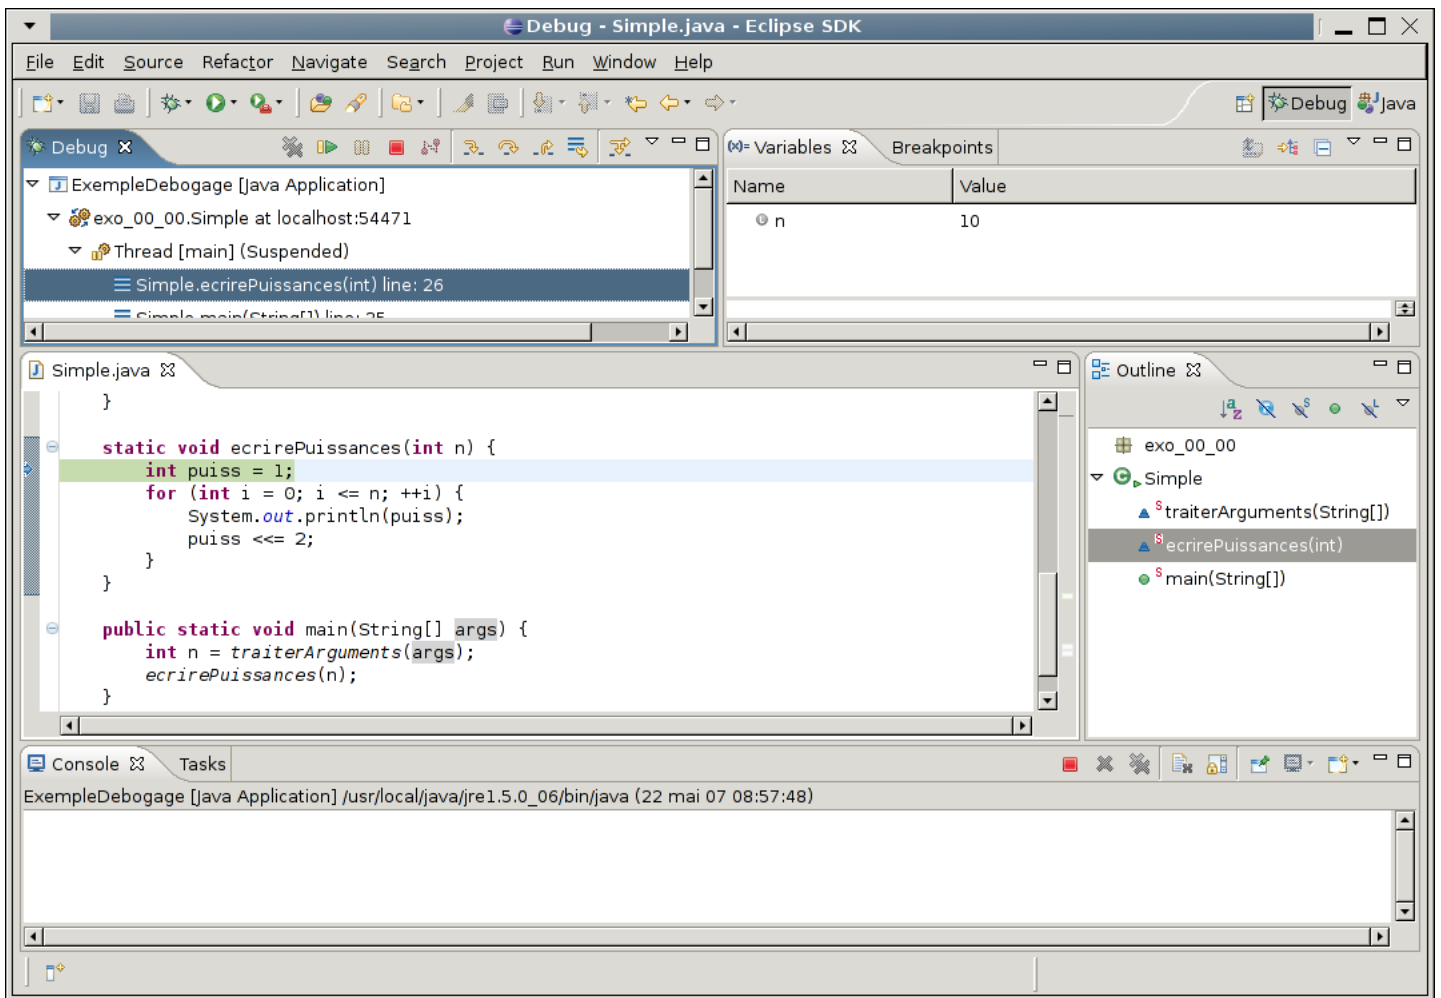 Debug - Simple.java - Eclipse SDK
File Edit Source Refactor Navigate Search Project Run Window Help
Debug Java
Debug
ExempleDebogage [Java Application]
exo_00_00.Simple at localhost:54471
Thread [main] (Suspended)
Simple.ecrirePuissances(int) line: 26
Simple.main(String[]) line: 35
(x)= Variables Breakpoints
Name Value
n 10
Simple.java
}
static void ecrirePuissances(int n) {
int puiss = 1;
for (int i = 0; i <= n; ++i) {
System.out.println(puiss);
puiss <<= 2;
}
}
public static void main(String[] args) {
int n = traiterArguments(args);
ecrirePuissances(n);
}
Outline
exo_00_00
Simple
traiterArguments(String[])
ecrirePuissances(int)
main(String[])
Console Tasks
ExempleDebogage [Java Application] /usr/local/java/jre1.5.0_06/bin/java (22 mai 07 08:57:48)